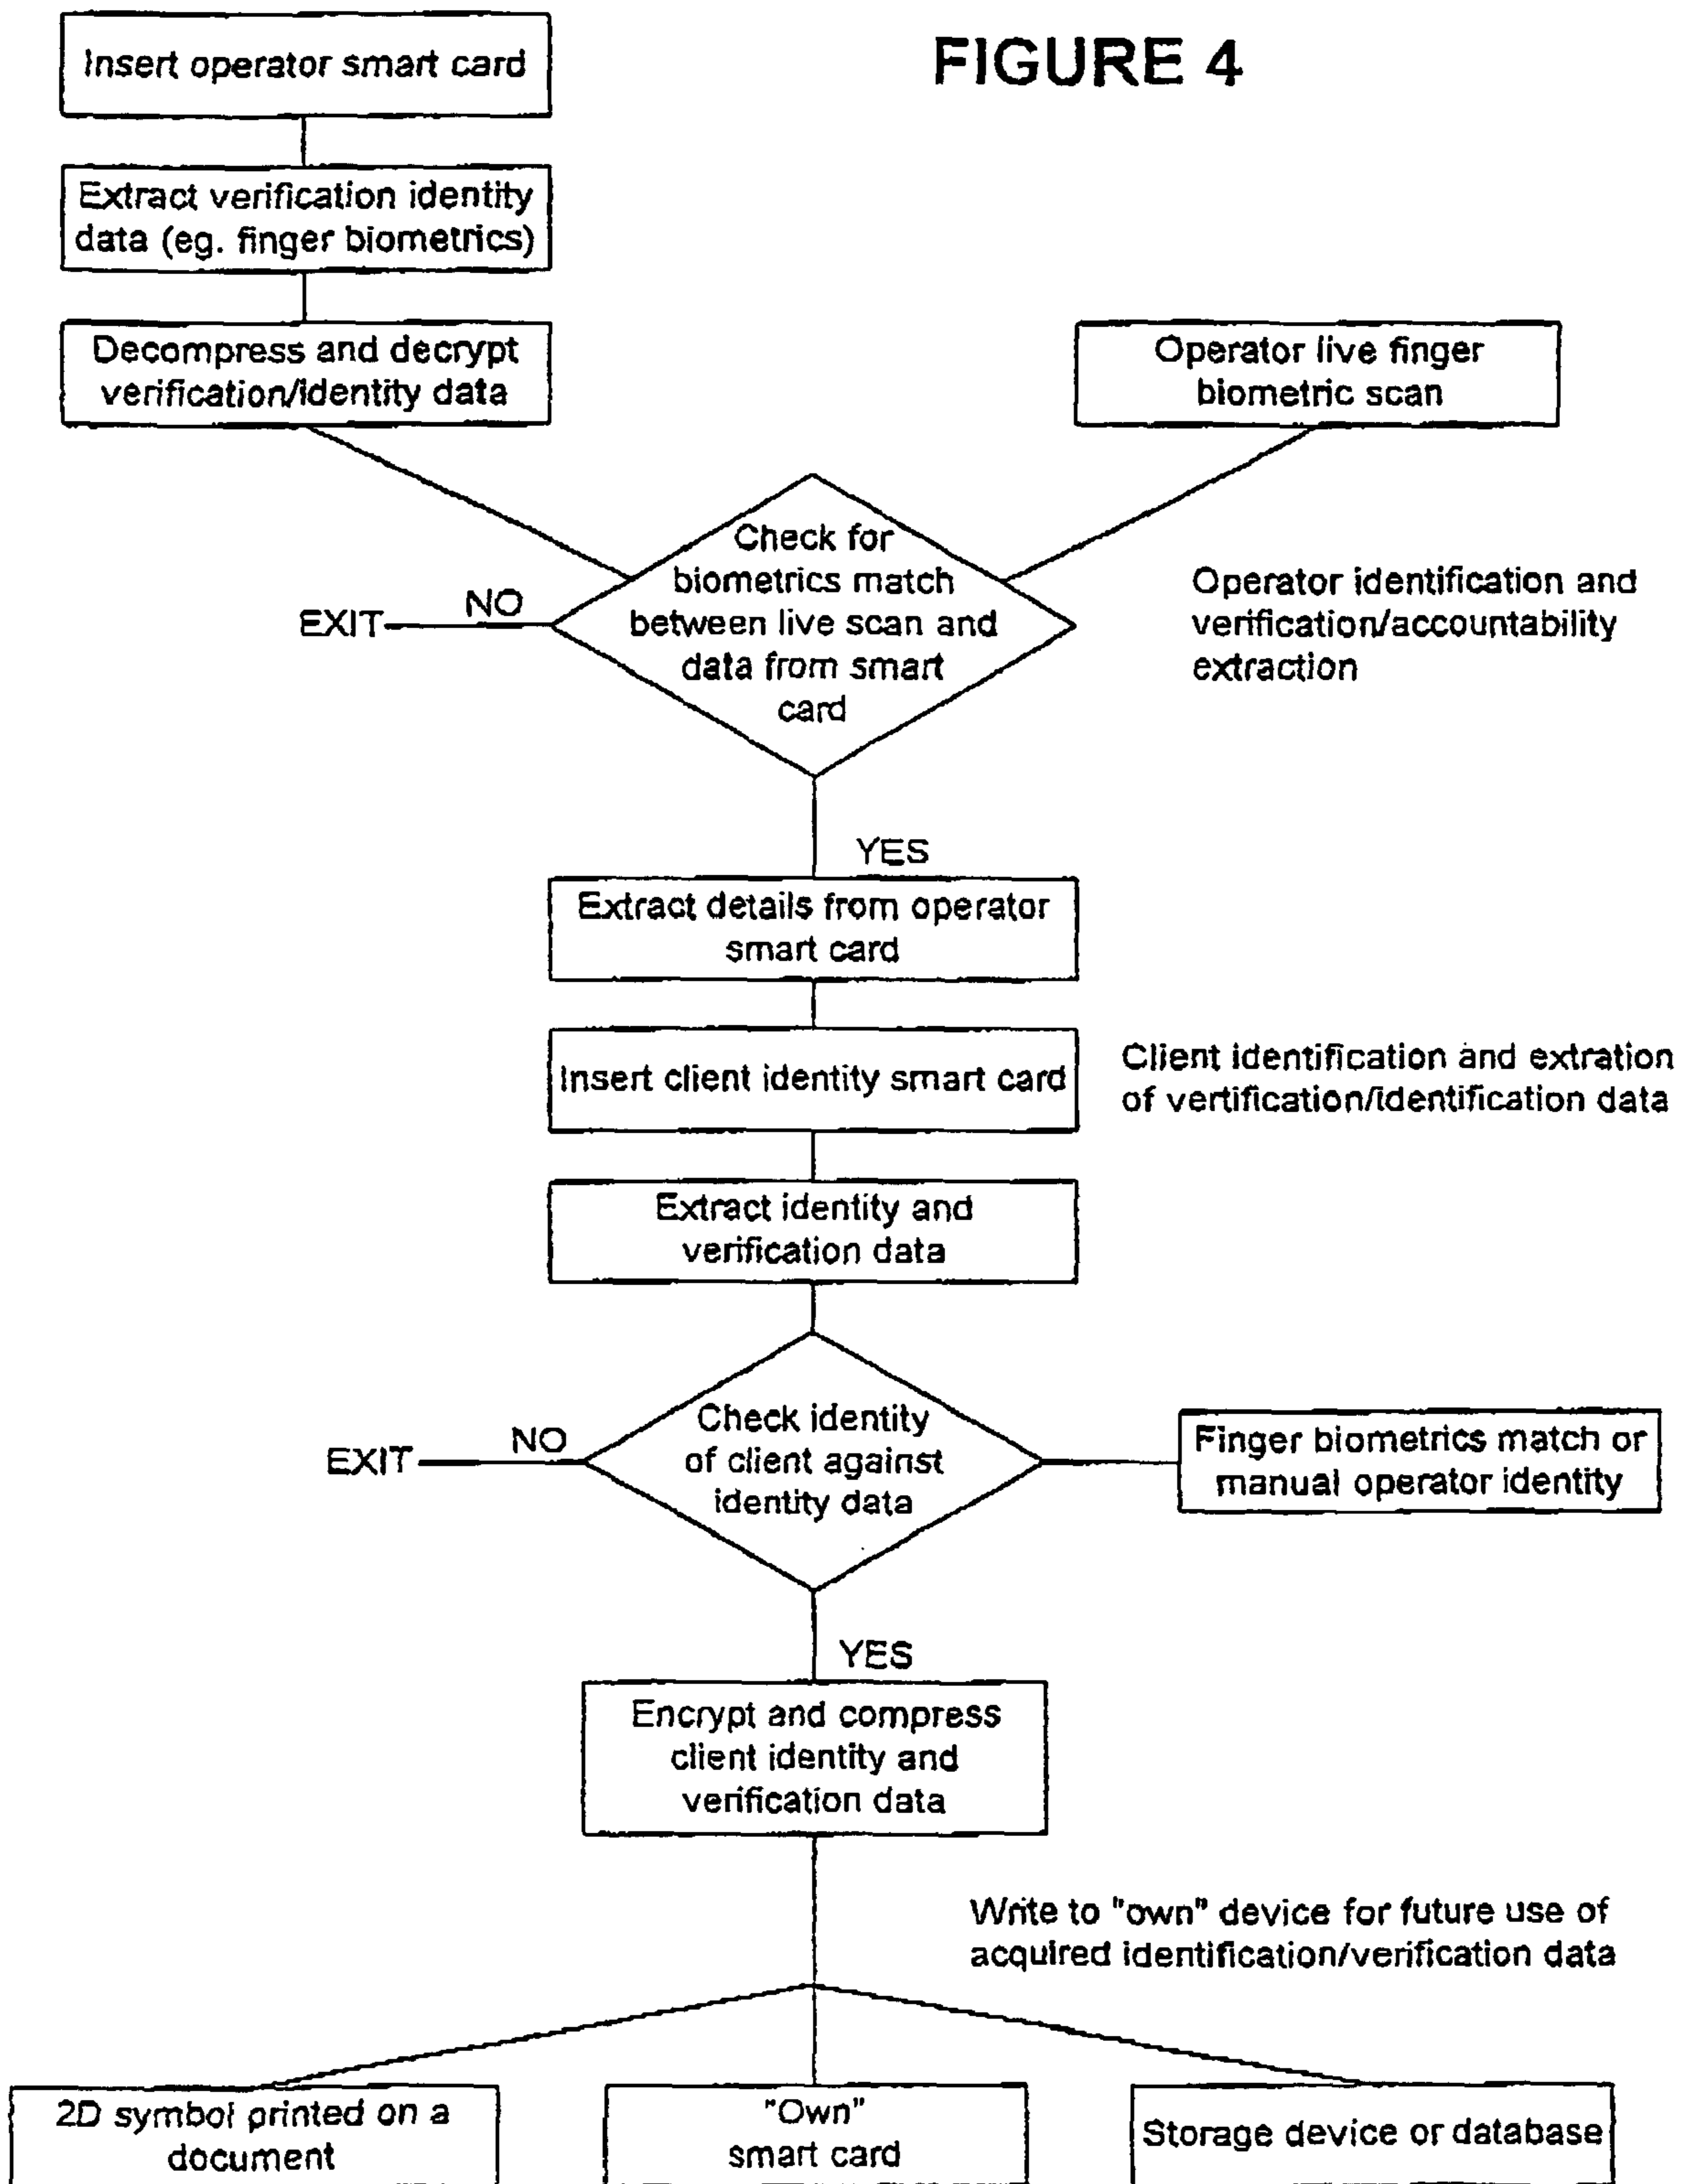 FIGURE 4
Insert operator smart card
Extract verification identity
data (eg. finger biometrics)
Decompress and decrypt
verification/identity data
Operator live finger
biometric scan
Check for
biometrics match
between live scan and
data from smart
card
NO
EXIT
Operator identification and
verification/accountability
extraction
YES
Extract details from operator
smart card
Insert client identity smart card
Client identification and extration
of vertification/identification data
Extract identity and
verification data
Check identity
of client against
identity data
NO
EXIT
Finger biometrics match or
manual operator identity
YES
Encrypt and compress
client identity and
verification data
Write to "own" device for future use of
acquired identification/verification data
2D symbol printed on a
document
"Own"
smart card
Storage device or database